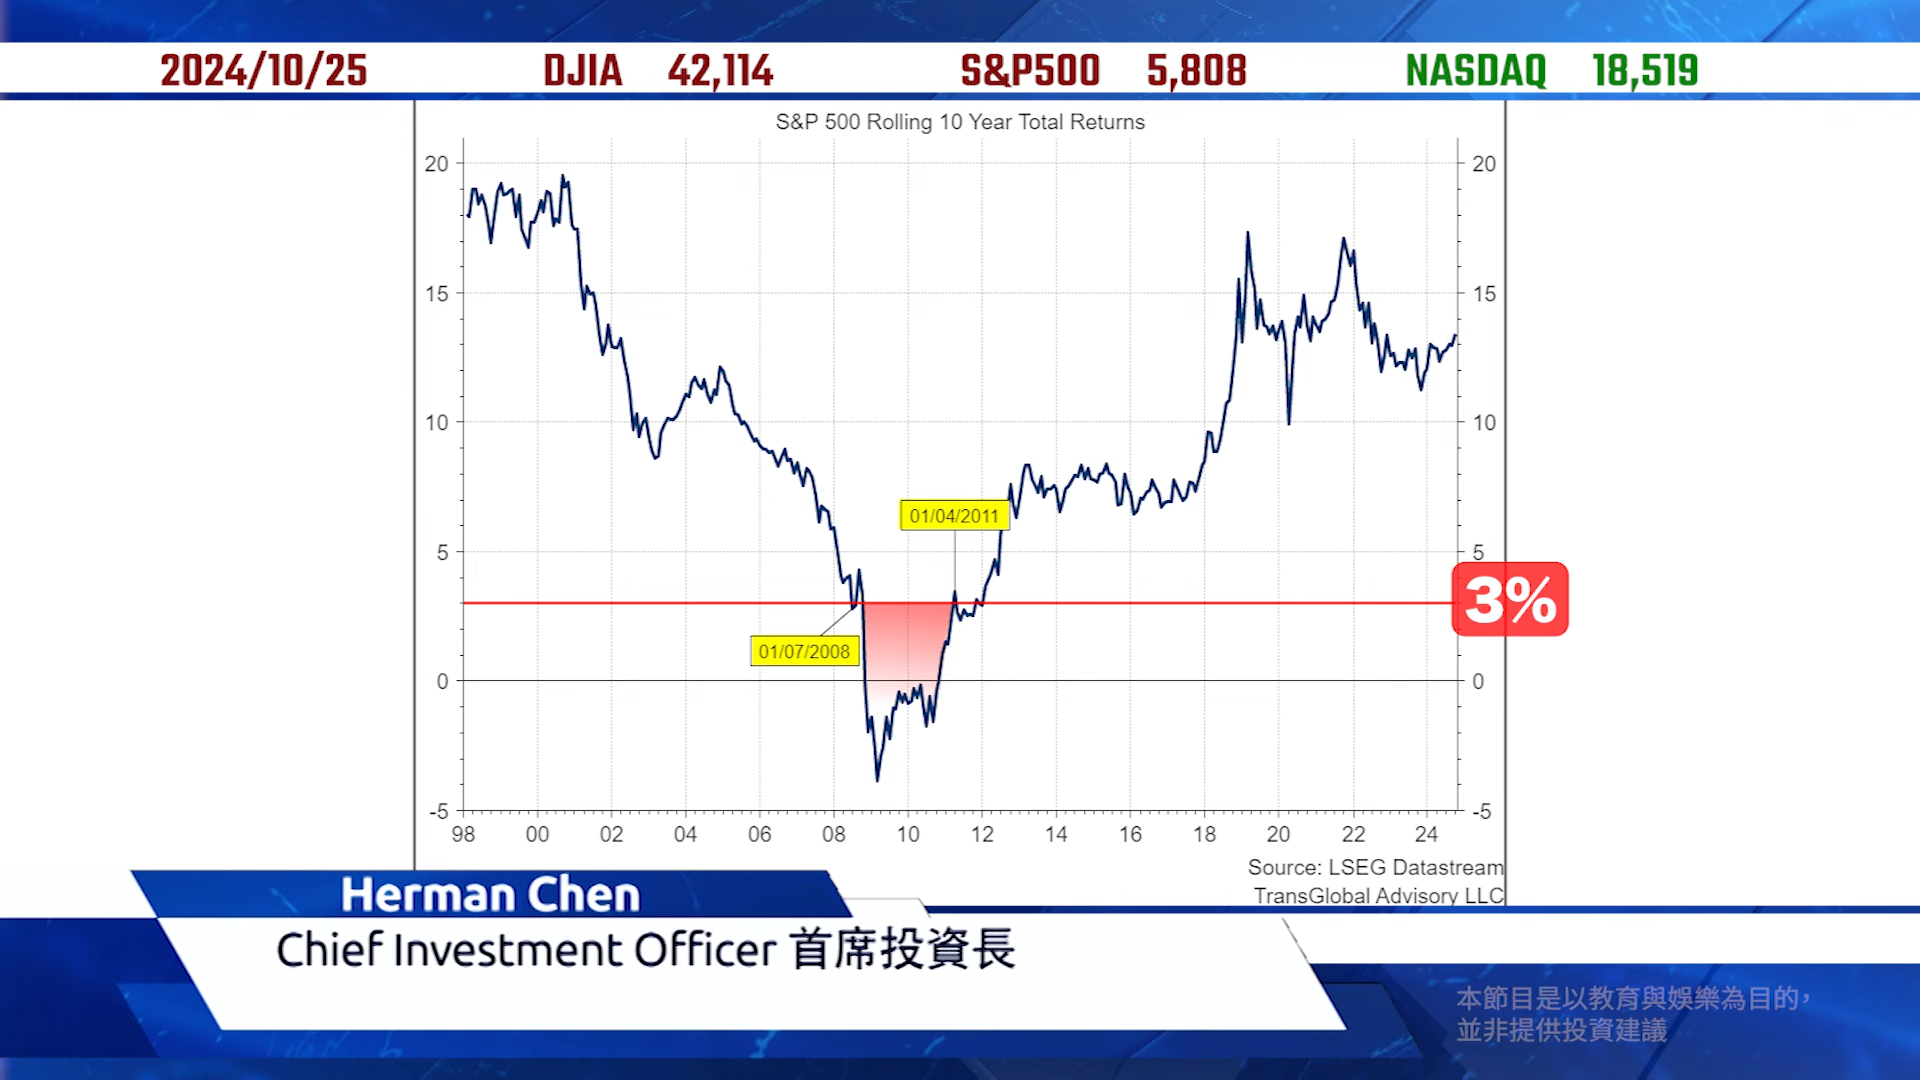 2024/10/25 DJIA 42,114 S&P500 5,808 NASDAQ 18,519
S&P 500 Rolling 10 Year Total Returns
20 20
15 15
10 10
01/04/2011
5 5
3%
01/07/2008
0 0
-5 -5
98 00 02 04 06 08 10 12 14 16 18 20 22 24
Source: LSEG Datastream
TransGlobal Advisory LLC
Herman Chen
Chief Investment Officer 首席投資長
本節目是以教育與娛樂為目的,
並非提供投資建議